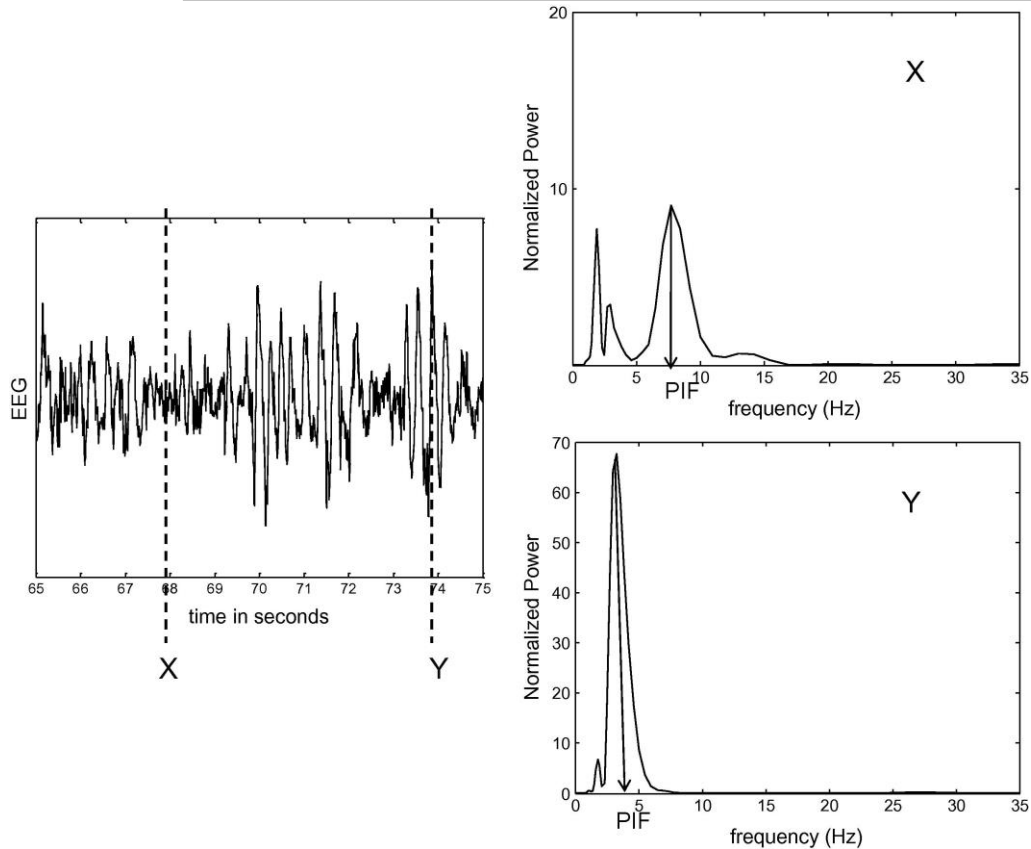 EEG
65 66 67 68 69 70 71 72 73 74 75
time in seconds
X Y
20
10
0
Normalized Power
X
0 5 10 15 20 25 30 35
PIF
frequency (Hz)
70
60
50
40
30
20
10
0
Normalized Power
Y
0 5 10 15 20 25 30 35
PIF
frequency (Hz)